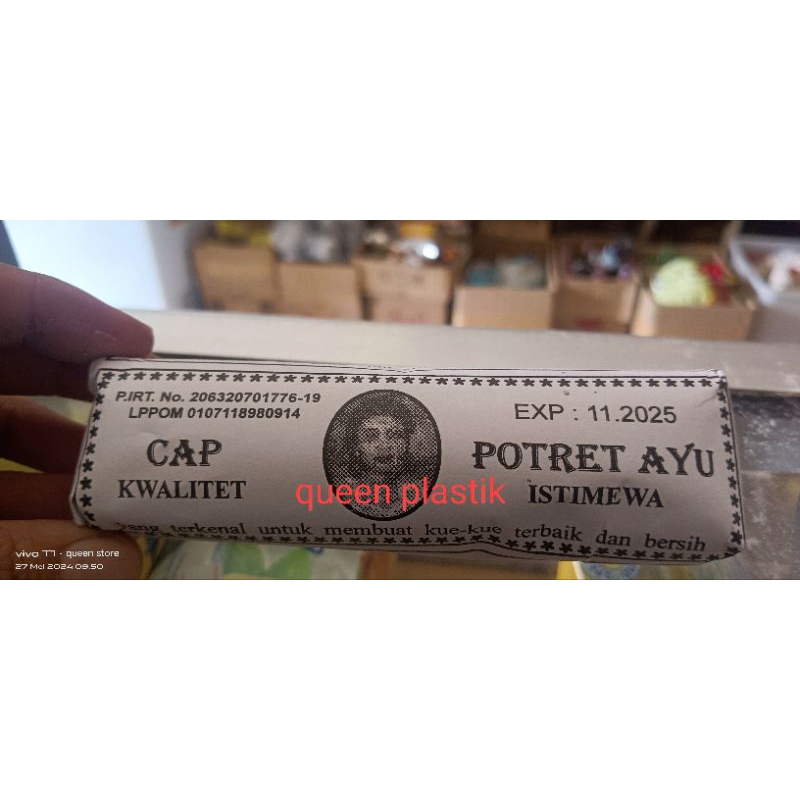 P.IRT. No. 206320701776-19
LPPOM 0107118980914
EXP : 11.2025
CAP POTRET AYU
KWALITET ISTIMEWA
queen plastik
yang terkenal untuk membuat kue-kue terbaik dan bersih
vivo T1 - queen store
27 Mei 2024 09.50